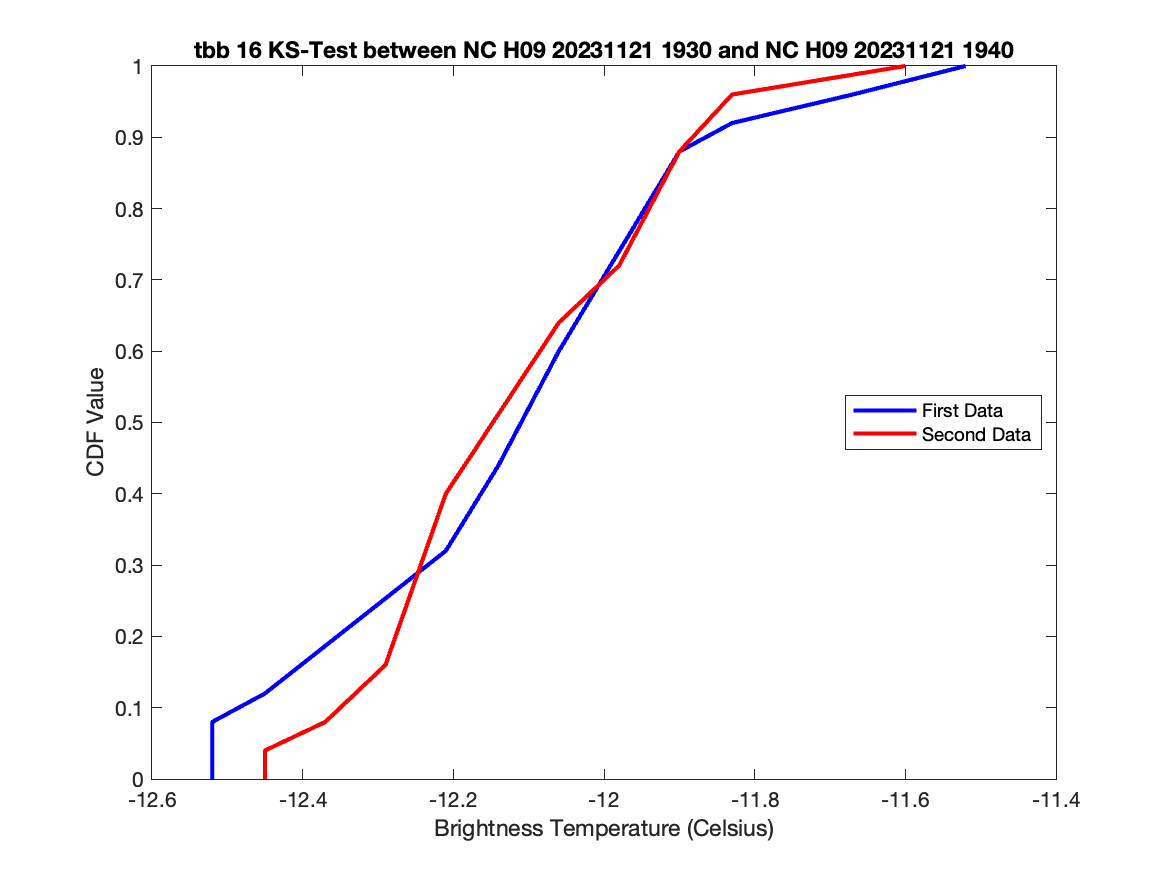 tbb 16 KS-Test between NC H09 20231121 1930 and NC H09 20231121 1940
1
0.9
0.8
0.7
0.6
0.5
0.4
0.3
0.2
0.1
0
CDF Value
First Data
Second Data
-12.6 -12.4 -12.2 -12 -11.8 -11.6 -11.4
Brightness Temperature (Celsius)